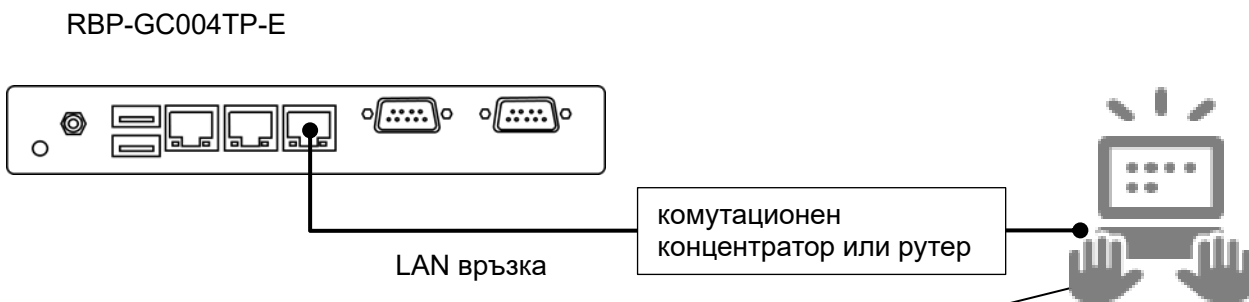 RBP-GC004TP-E
комутационен
концентратор или рутер
LAN връзка